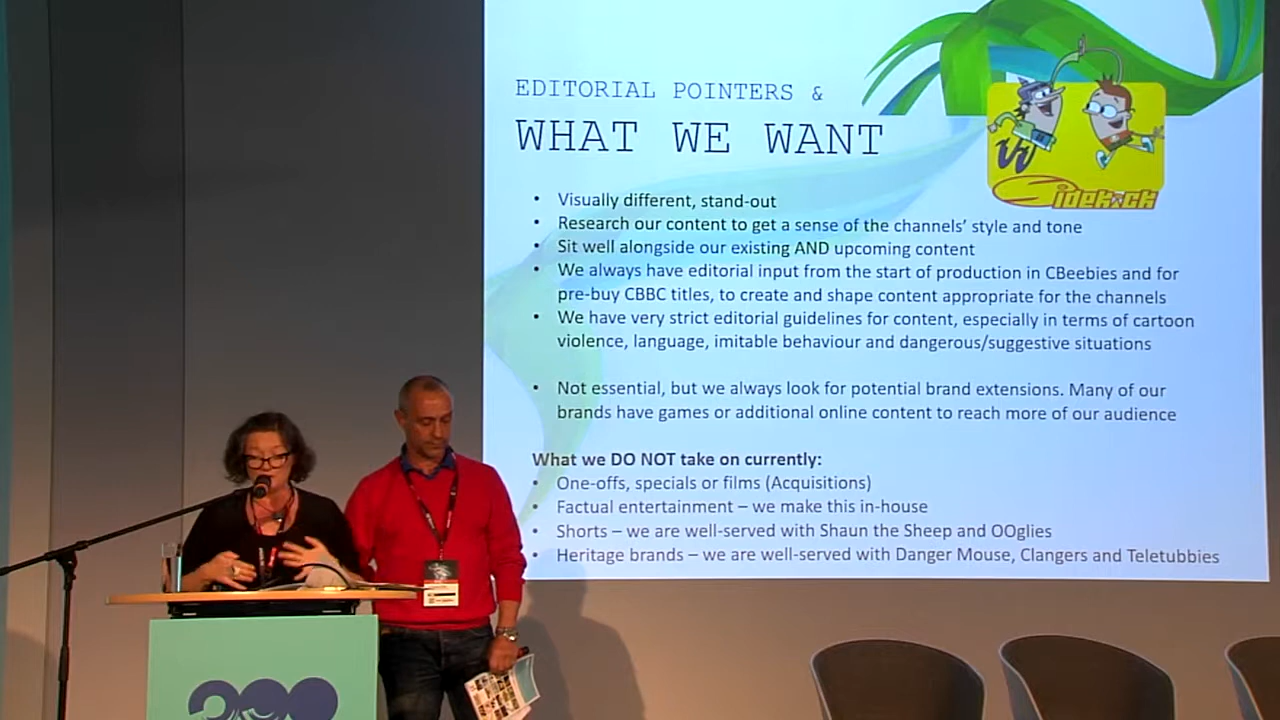 EDITORIAL POINTERS &
WHAT WE WANT
Sidekick
• Visually different, stand-out
• Research our content to get a sense of the channels' style and tone
• Sit well alongside our existing AND upcoming content
• We always have editorial input from the start of production in CBeebies and for
pre-buy CBBC titles, to create and shape content appropriate for the channels
• We have very strict editorial guidelines for content, especially in terms of cartoon
violence, language, imitable behaviour and dangerous/suggestive situations
• Not essential, but we always look for potential brand extensions. Many of our
brands have games or additional online content to reach more of our audience
What we DO NOT take on currently:
• One-offs, specials or films (Acquisitions)
• Factual entertainment – we make this in-house
• Shorts – we are well-served with Shaun the Sheep and OOglies
• Heritage brands – we are well-served with Danger Mouse, Clangers and Teletubbies